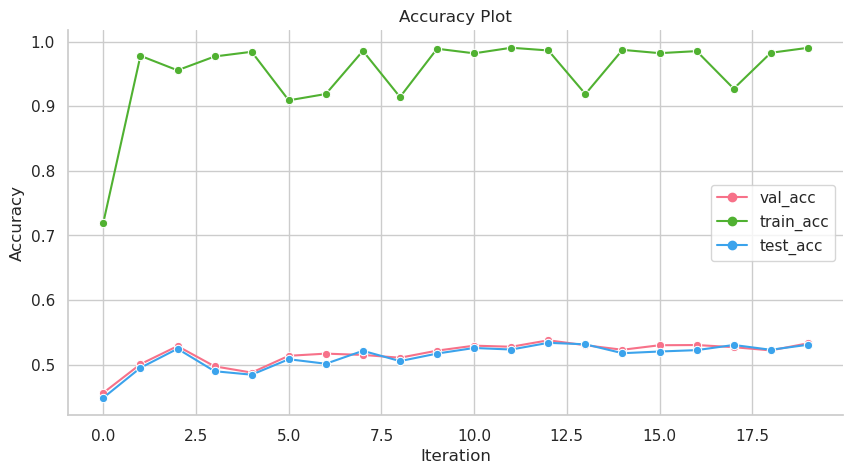 Accuracy Plot
Accuracy
1.0
0.9
0.8
0.7
0.6
0.5
val_acc
train_acc
test_acc
0.0 2.5 5.0 7.5 10.0 12.5 15.0 17.5
Iteration